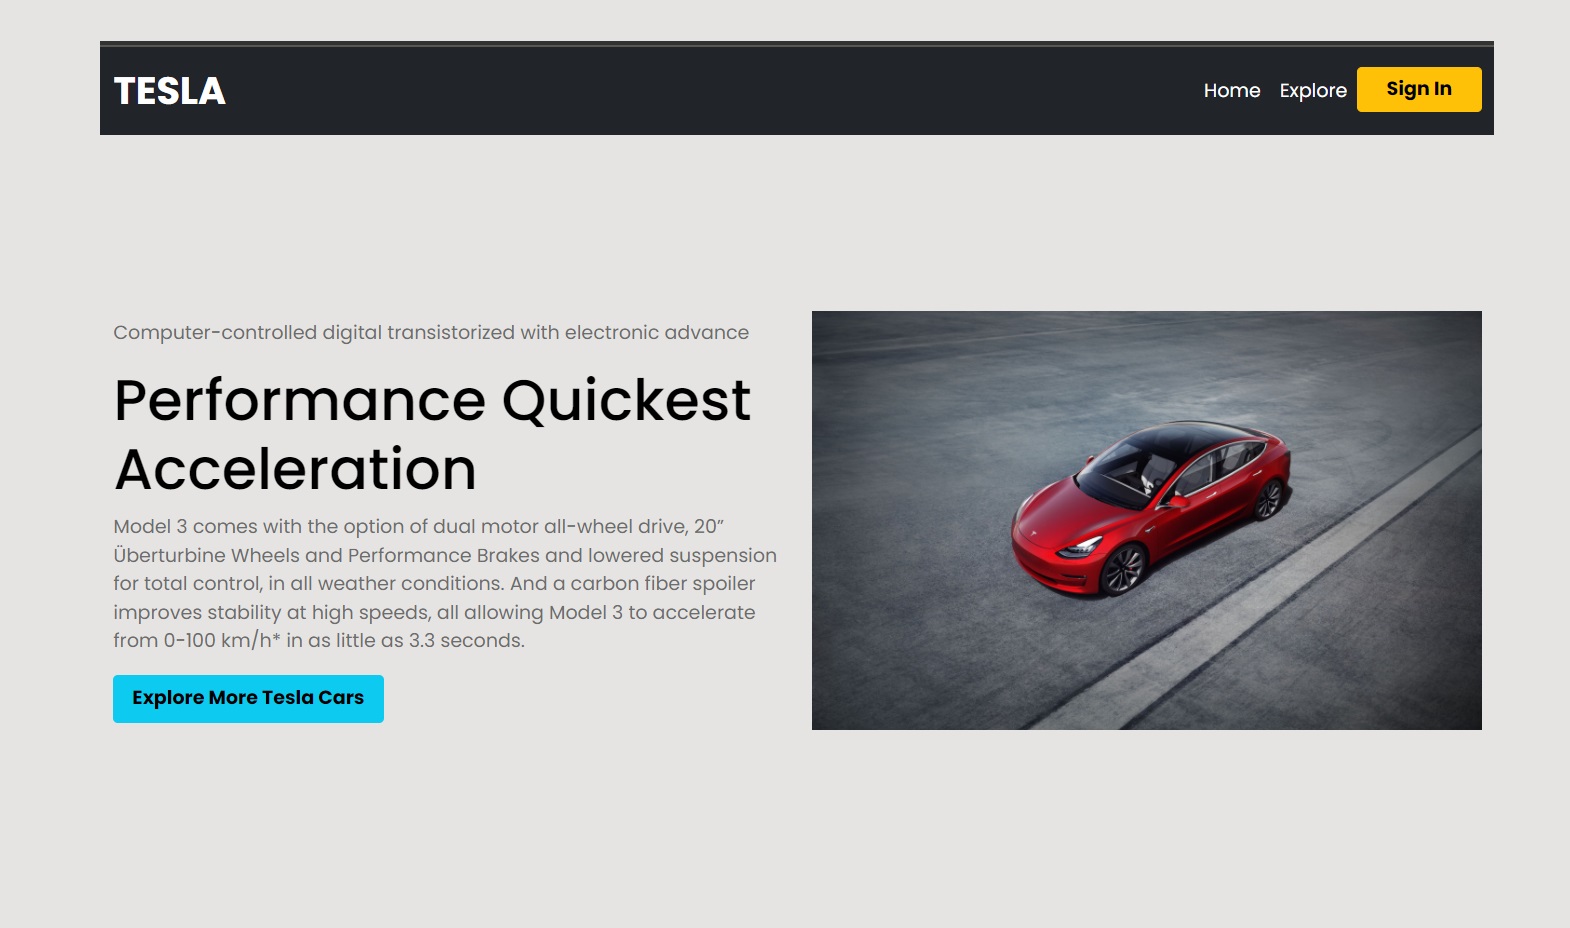 TESLA
Home Explore Sign In
Computer-controlled digital transistorized with electronic advance
Performance Quickest
Acceleration
Model 3 comes with the option of dual motor all-wheel drive, 20”
Überturbine Wheels and Performance Brakes and lowered suspension
for total control, in all weather conditions. And a carbon fiber spoiler
improves stability at high speeds, all allowing Model 3 to accelerate
from 0-100 km/h* in as little as 3.3 seconds.
Explore More Tesla Cars